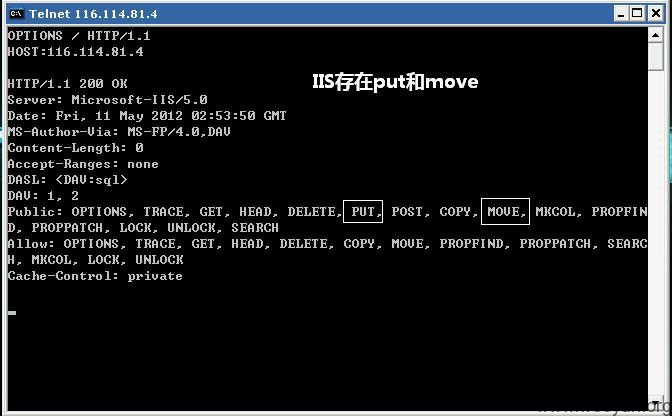 Telnet 116.114.81.4
OPTIONS / HTTP/1.1
HOST:116.114.81.4
HTTP/1.1 200 OK
IIS存在put和move
Server: Microsoft-IIS/5.0
Date: Fri, 11 May 2012 02:53:50 GMT
MS-Author-Via: MS-FP/4.0,DAV
Content-Length: 0
Accept-Ranges: none
DASL: <DAV:sql>
DAV: 1, 2
Public: OPTIONS, TRACE, GET, HEAD, DELETE, PUT, POST, COPY, MOVE, MKCOL, PROPFIN
D, PROPPATCH, LOCK, UNLOCK, SEARCH
Allow: OPTIONS, TRACE, GET, HEAD, DELETE, COPY, MOVE, PROPFIND, PROPPATCH, SEARC
H, MKCOL, LOCK, UNLOCK
Cache-Control: private